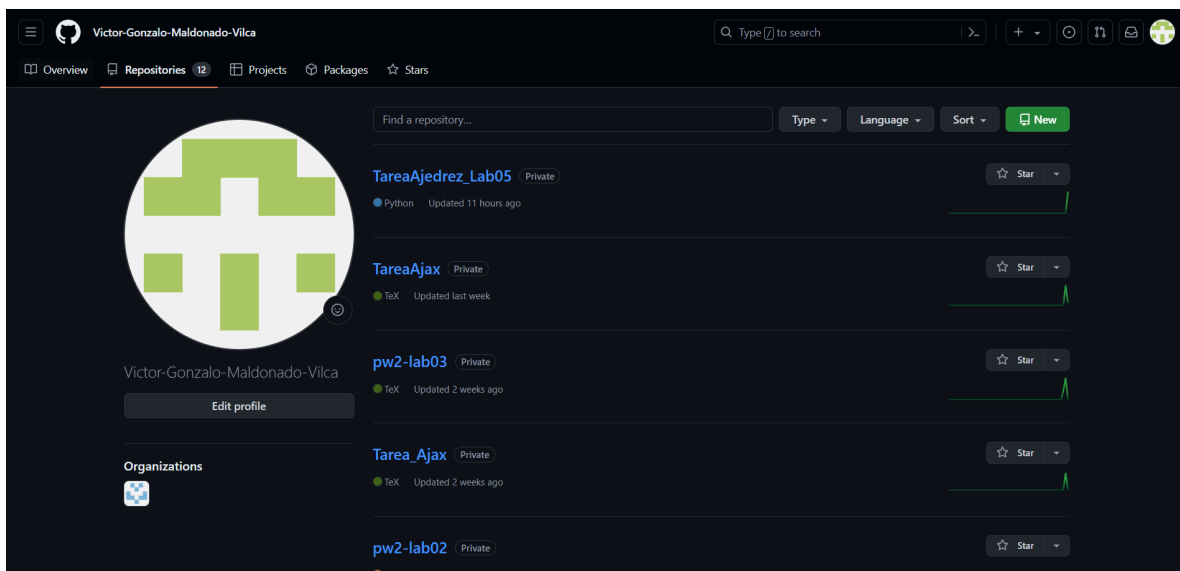 Victor-Gonzalo-Maldonado-Vilca
Type / to search
Overview Repositories 12 Projects Packages Stars
Find a repository... Type Language Sort New
TareaAjedrez_Lab05 Private Star
Python Updated 11 hours ago
TareaAjax Private Star
TeX Updated last week
pw2-lab03 Private Star
TeX Updated 2 weeks ago
Victor-Gonzalo-Maldonado-Vilca
Edit profile
Tarea_Ajax Private Star
TeX Updated 2 weeks ago
Organizations
pw2-lab02 Private Star